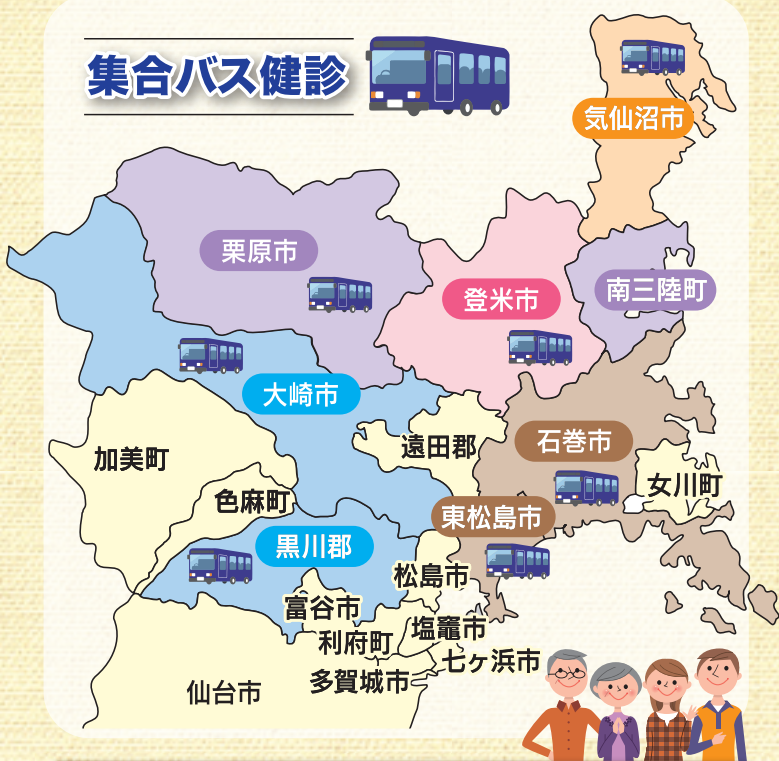 集合バス健診
気仙沼市
栗原市
登米市
南三陸町
大崎市
加美町
遠田郡
石巻市
色麻町
女川町
東松島市
黒川郡
松島市
富谷市
塩竈市
利府町
七ヶ浜市
多賀城市
仙台市